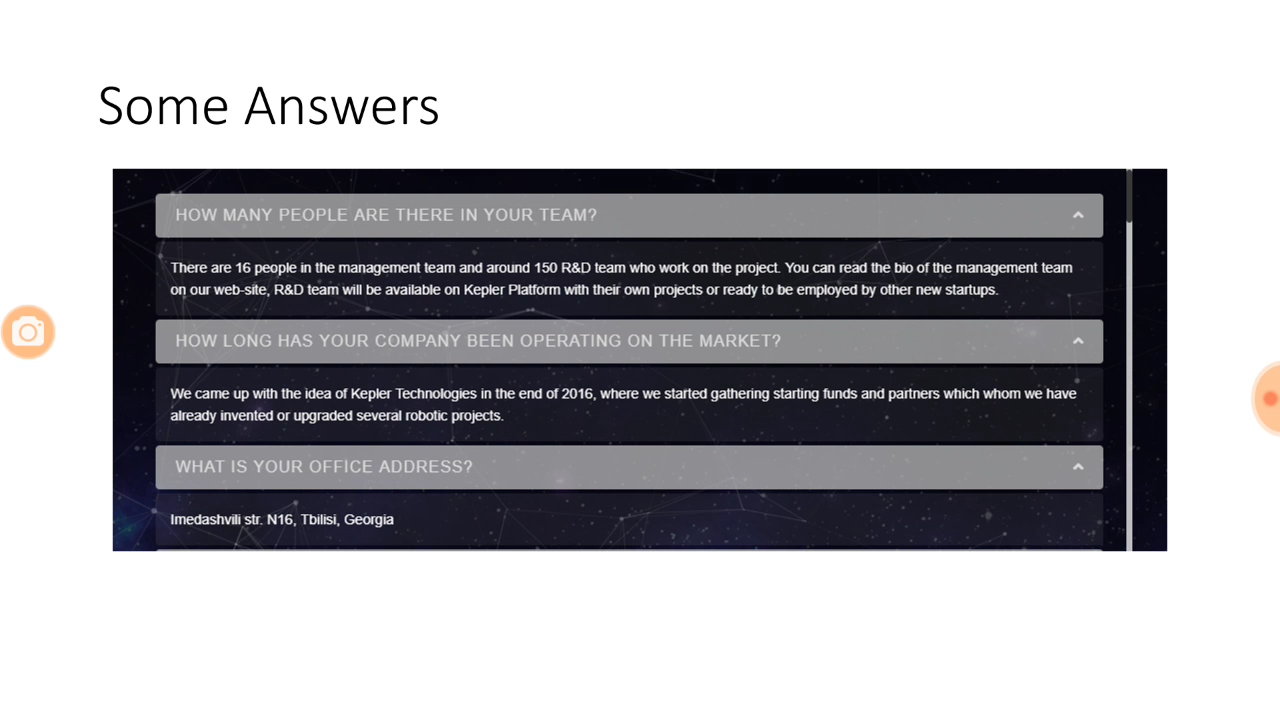 Some Answers
HOW MANY PEOPLE ARE THERE IN YOUR TEAM?
There are 16 people in the management team and around 150 R&D team who work on the project. You can read the bio of the management team
on our web-site, R&D team will be available on Kepler Platform with their own projects or ready to be employed by other new startups.
HOW LONG HAS YOUR COMPANY BEEN OPERATING ON THE MARKET?
We came up with the idea of Kepler Technologies in the end of 2016, where we started gathering starting funds and partners which whom we have
already invented or upgraded several robotic projects.
WHAT IS YOUR OFFICE ADDRESS?
Imedashvili str. N16, Tbilisi, Georgia